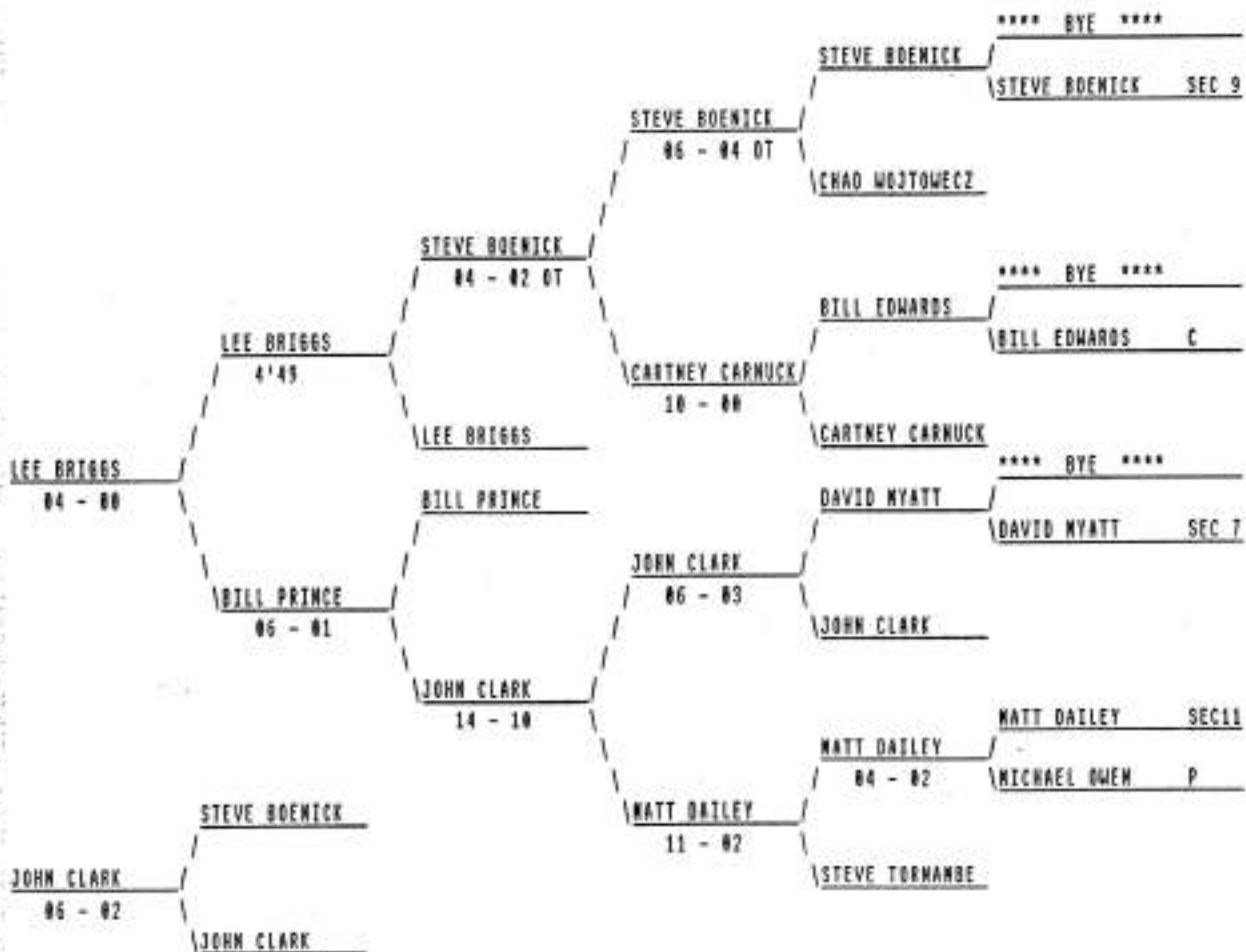 **** BYE ****
STEVE BOENICK
STEVE BOENICK SEC 9
STEVE BOENICK
06 - 04 OT
CHAD WOJTOWECZ
STEVE BOENICK
04 - 02 OT
**** BYE ****
BILL EDWARDS
BILL EDWARDS C
LEE BRIGGS
4'45
CARTNEY CARNUCK
10 - 00
LEE BRIGGS
CARTNEY CARNUCK
LEE BRIGGS
04 - 00
**** BYE ****
BILL PRINCE
DAVID MYATT
DAVID MYATT SEC 7
JOHN CLARK
06 - 03
BILL PRINCE
06 - 01
JOHN CLARK
JOHN CLARK
14 - 10
MATT DAILEY SEC11
MATT DAILEY
04 - 02
MICHAEL OWEN P
STEVE BOENICK
MATT DAILEY
11 - 02
JOHN CLARK
06 - 02
STEVE TORNAMBE
JOHN CLARK